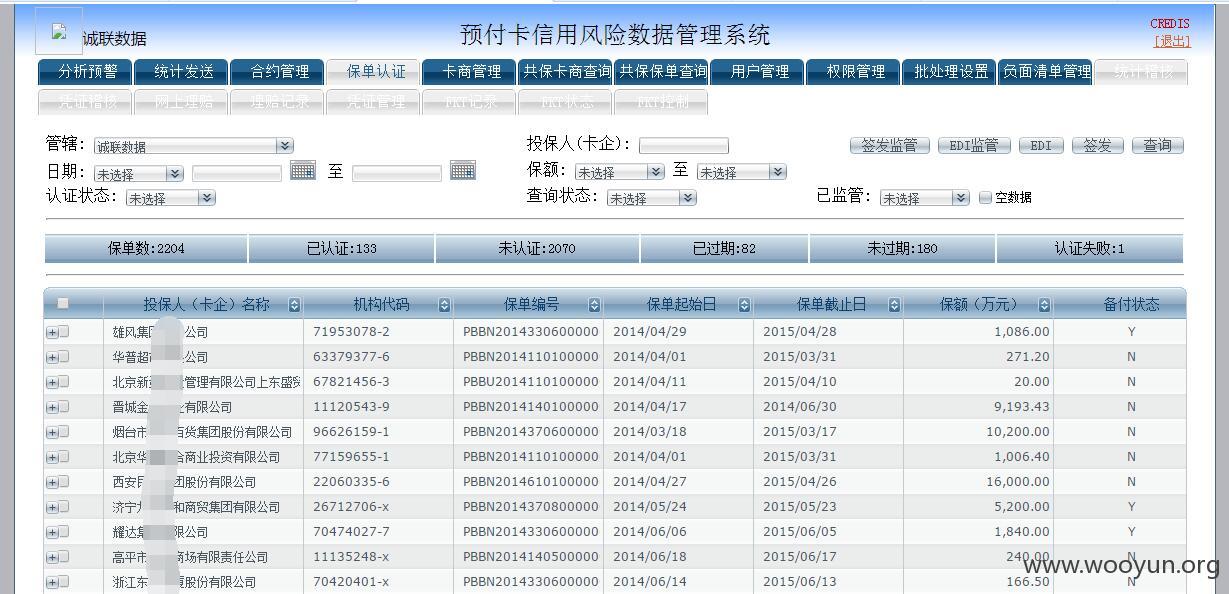 诚联数据
预付卡信用风险数据管理系统
CREDIS
[退出]
分析预警 统计发送 合约管理 保单认证 卡商管理 共保卡商查询 共保保单查询 用户管理 权限管理 批处理设置 负面清单管理 统计稽核
凭证稽核 网上理赔 理赔记录 凭证管理 PKT记录 PKT状态 PKT控制
管辖: 诚联数据 投保人(卡企): 签发监管 EDI监管 EDI 签发 查询
日期: 未选择 至 保额: 未选择 至 未选择
认证状态: 未选择 查询状态: 未选择 已监管: 未选择 空数据
保单数:2204 已认证:133 未认证:2070 已过期:82 未过期:180 认证失败:1
投保人（卡企）名称 机构代码 保单编号 保单起始日 保单截止日 保额（万元） 备付状态
雄风集 公司 71953078-2 PBBN2014330600000 2014/04/29 2015/04/28 1,086.00 Y
华普超 公司 63379377-6 PBBN2014110100000 2014/04/01 2015/03/31 271.20 N
北京新 管理有限公司上东盛 67821456-3 PBBU2014110100000 2014/04/11 2015/04/10 20.00 N
晋城金 有限公司 11120543-9 PBBN2014140100000 2014/04/17 2014/06/30 9,193.43 N
烟台市 百货集团股份有限公司 96626159-1 PBBN2014370600000 2014/03/18 2015/03/17 10,200.00 N
北京华 商业投资有限公司 77159655-1 PBBN2014110100000 2014/04/01 2015/03/31 1,006.40 N
西安 团股份有限公司 22060335-6 PBBN2014610100000 2014/04/27 2015/04/26 16,000.00 N
济宁 和商贸集团有限公司 26712706-x PBBN2014370800000 2014/05/24 2015/05/23 5,200.00 Y
耀达 限公司 70474027-7 PBBN2014330600000 2014/06/06 2015/06/05 1,840.00 Y
高平市 商场有限责任公司 11135248-x PBBN2014140500000 2014/06/18 2015/06/17 240.00 N
浙江东 厦股份有限公司 70420401-x PBBN2014330600000 2014/06/14 2015/06/13 166.50 N
www.wooyun.org